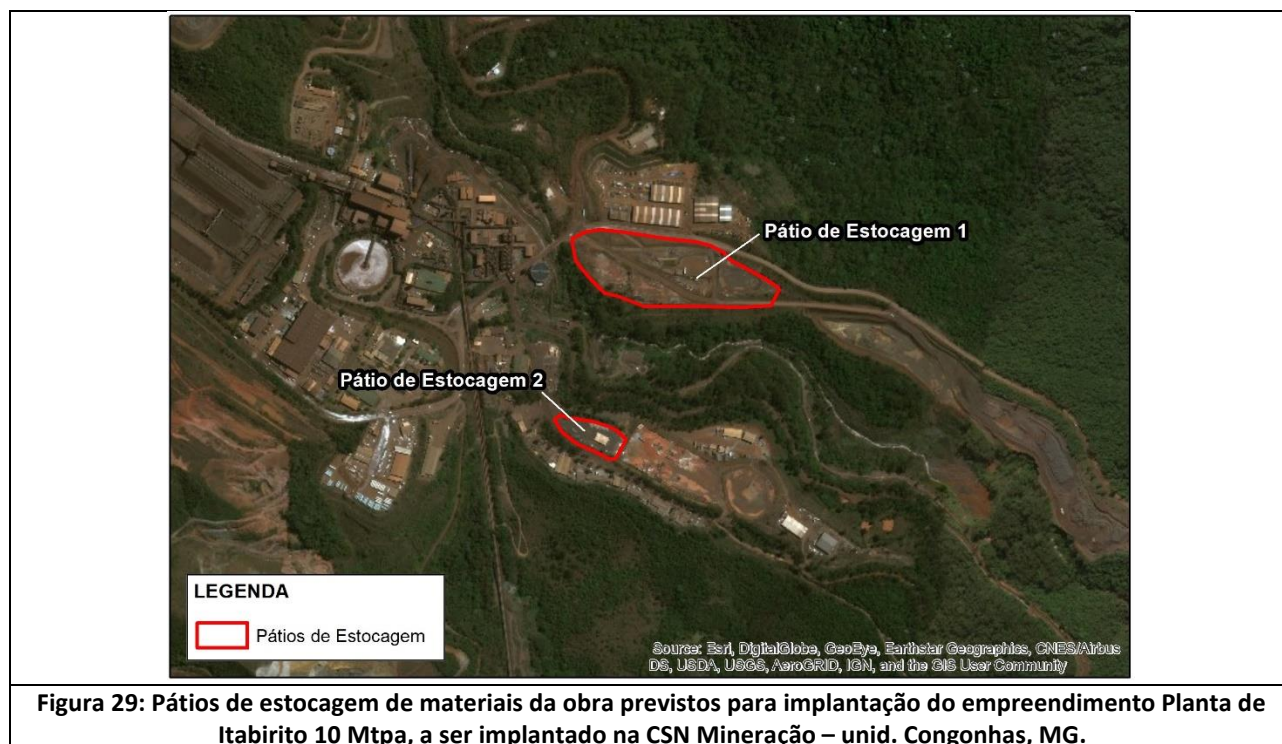 Pátio de Estocagem 1
Pátio de Estocagem 2
LEGENDA
Pátios de Estocagem
Source: Esri, DigitalGlobe, GeoEye, Earthstar Geographics, CNES/Airbus
DS, USDA, USGS, AeroGRID, IGN, and the GIS User Community
Figura 29: Pátios de estocagem de materiais da obra previstos para implantação do empreendimento Planta de
Itabirito 10 Mtpa, a ser implantado na CSN Mineração – unid. Congonhas, MG.